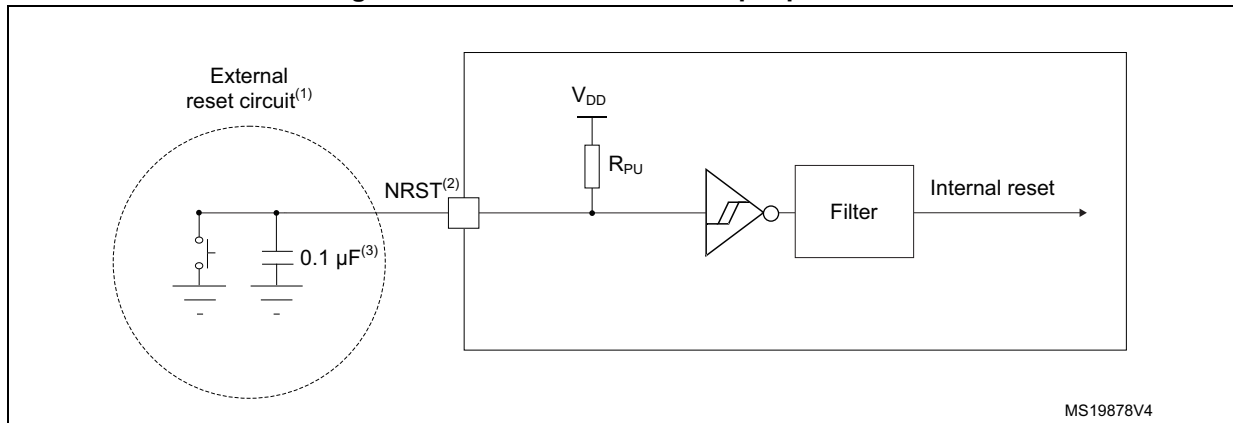 External
reset circuit(1)
VDD
RPU
NRST(2)
Filter
Internal reset
0.1 μF(3)
MS19878V4